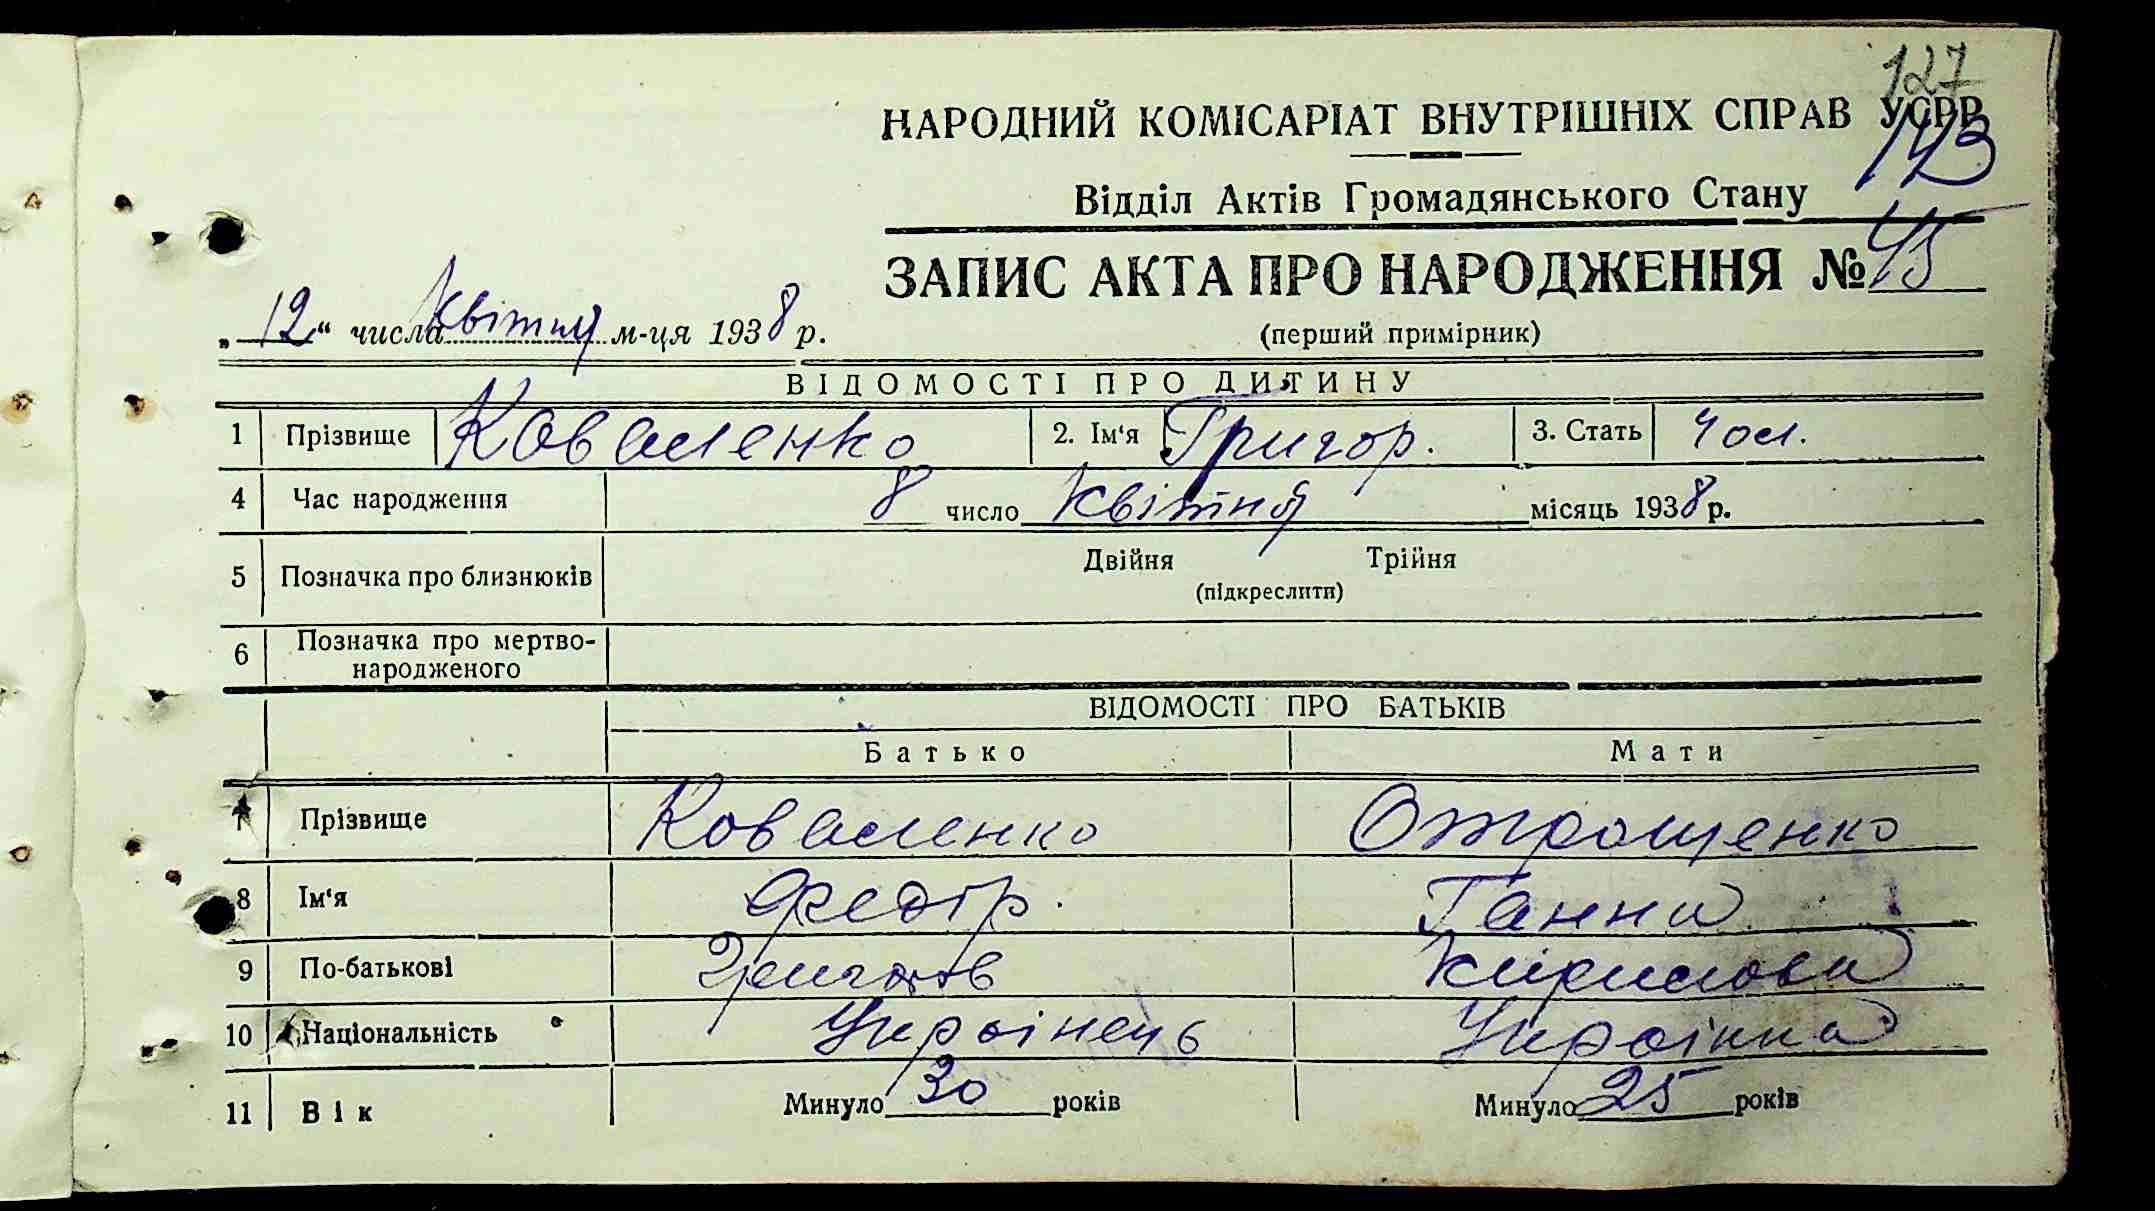 127
НАРОДНИЙ КОМІСАРІАТ ВНУТРІШНІХ СПРАВ УСРР
143
Відділ Актів Громадянського Стану
ЗАПИС АКТА ПРО НАРОДЖЕННЯ № 45
„12“ числа Квітня м-ця 1938 р.
(перший примірник)
ВІДОМОСТІ ПРО ДИТИНУ
1 Прізвище Коваленко 2. Ім‘я Григор. 3. Стать чол.
4 Час народження 8 число Квітня місяць 1938 р.
5 Позначка про близнюків Двійня Трійня
(підкреслити)
6 Позначка про мертво-
народженого
ВІДОМОСТІ ПРО БАТЬКІВ
Батько Мати
7 Прізвище Коваленко Отрощенко
8 Ім‘я Федір. Ганна
9 По-батькові Кирилова
10 Національність Українець Українка
11 Вік Минуло 30 років Минуло 25 років